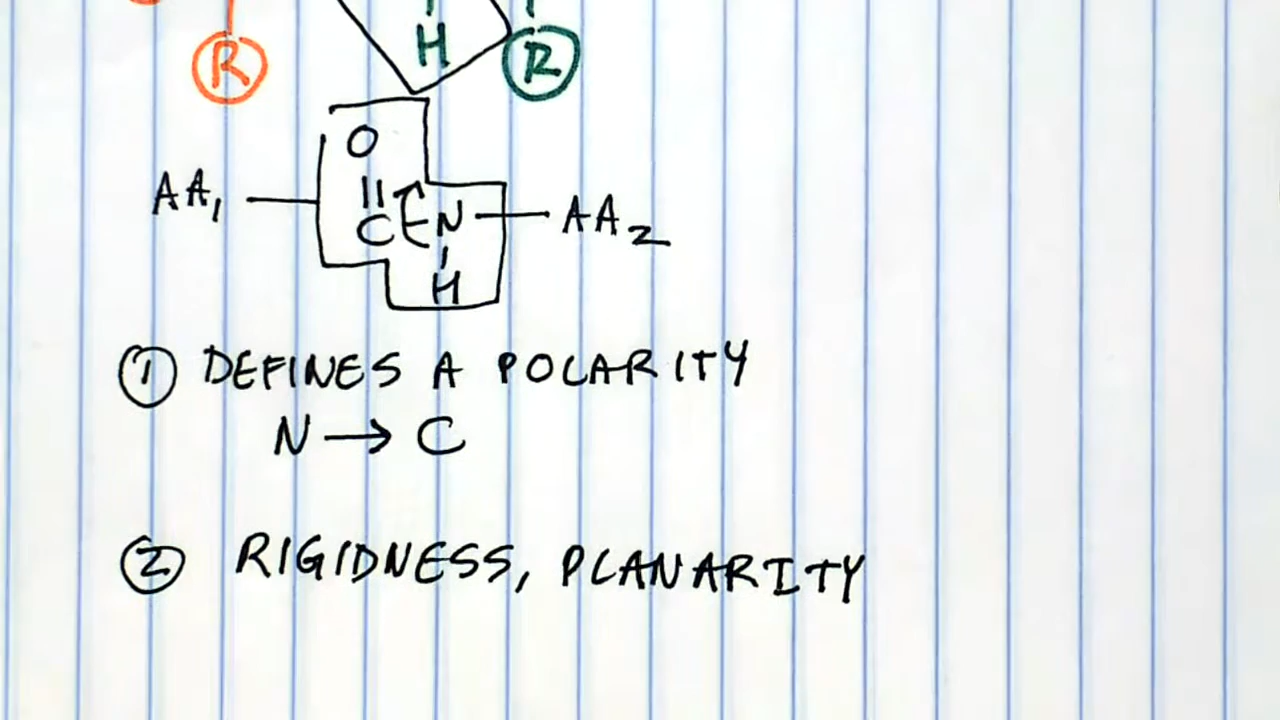 R H R
O
AA₁ C N AA₂
H
① DEFINES A POLARITY
N → C
② RIGIDNESS, PLANARITY